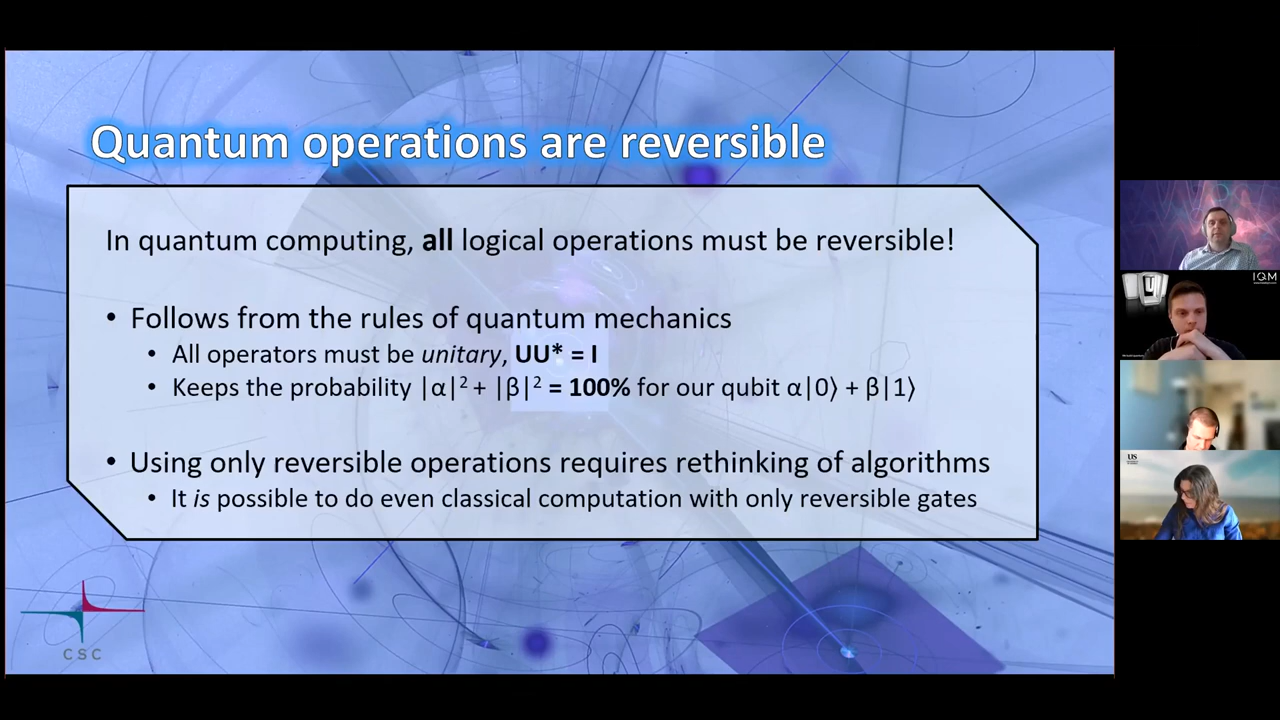 Quantum operations are reversible
In quantum computing, all logical operations must be reversible!
• Follows from the rules of quantum mechanics
• All operators must be unitary, UU* = I
• Keeps the probability |α|² + |β|² = 100% for our qubit α|0⟩ + β|1⟩
• Using only reversible operations requires rethinking of algorithms
• It is possible to do even classical computation with only reversible gates
CSC
IQM
US